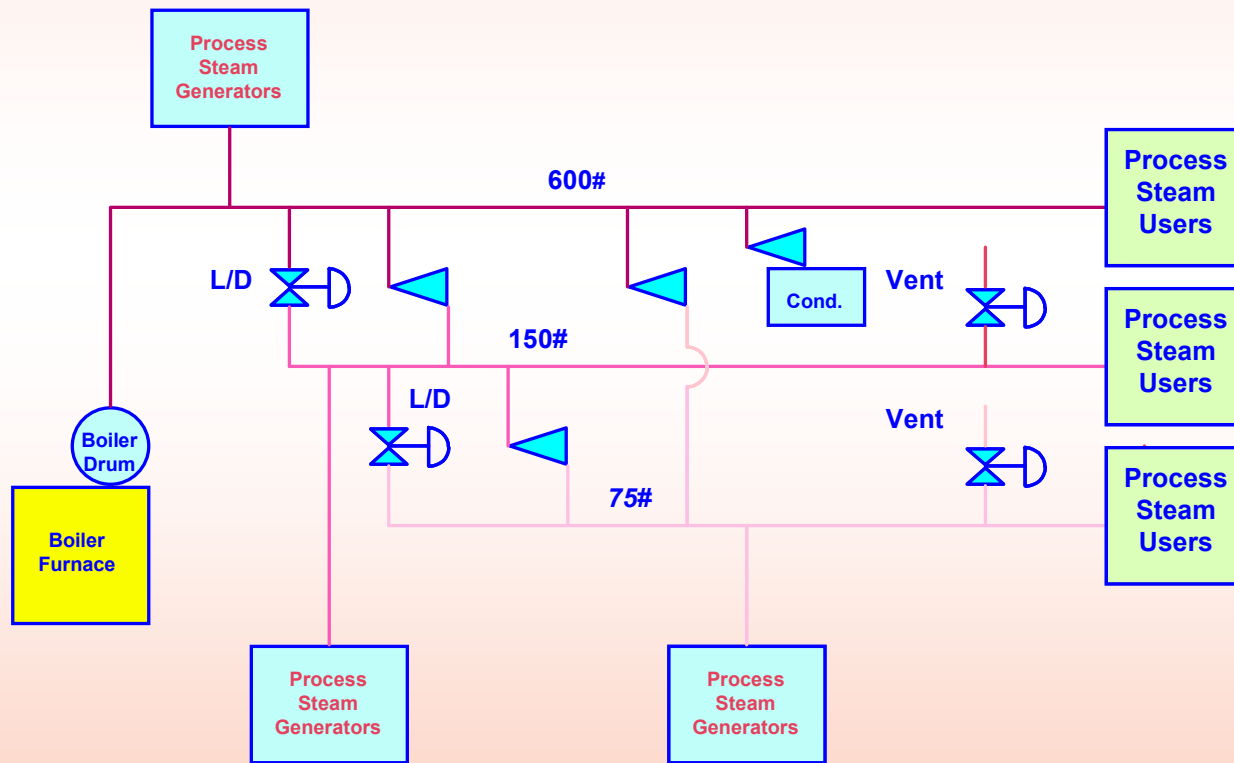 Process
Steam
Generators
600#
Process
Steam
Users
L/D
Cond.
Vent
150#
Process
Steam
Users
L/D
Vent
Boiler
Drum
75#
Process
Steam
Users
Boiler
Furnace
Process
Steam
Generators
Process
Steam
Generators